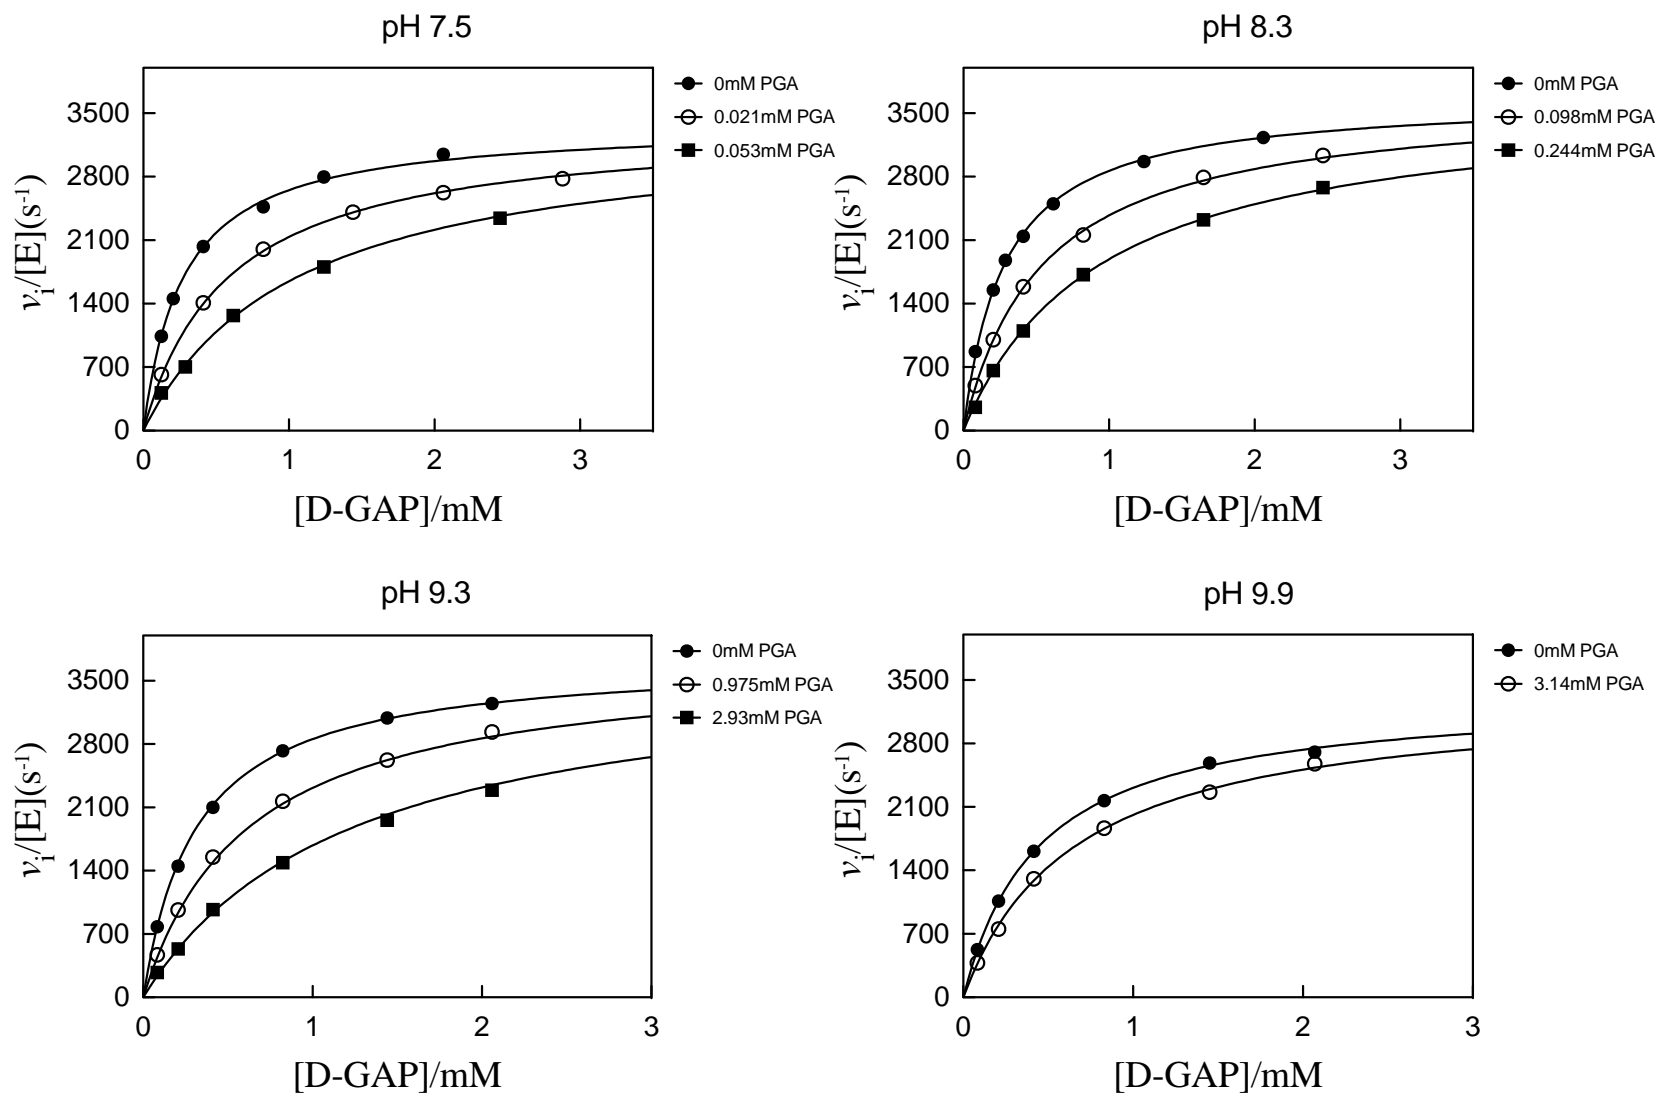 pH 7.5
3500
2800
2100
1400
700
0
0 1 2 3
v_i/[E](s^-1)
[D-GAP]/mM
0mM PGA
0.021mM PGA
0.053mM PGA
pH 8.3
3500
2800
2100
1400
700
0
0 1 2 3
v_i/[E](s^-1)
[D-GAP]/mM
0mM PGA
0.098mM PGA
0.244mM PGA
pH 9.3
3500
2800
2100
1400
700
0
0 1 2 3
v_i/[E](s^-1)
[D-GAP]/mM
0mM PGA
0.975mM PGA
2.93mM PGA
pH 9.9
3500
2800
2100
1400
700
0
0 1 2 3
v_i/[E](s^-1)
[D-GAP]/mM
0mM PGA
3.14mM PGA